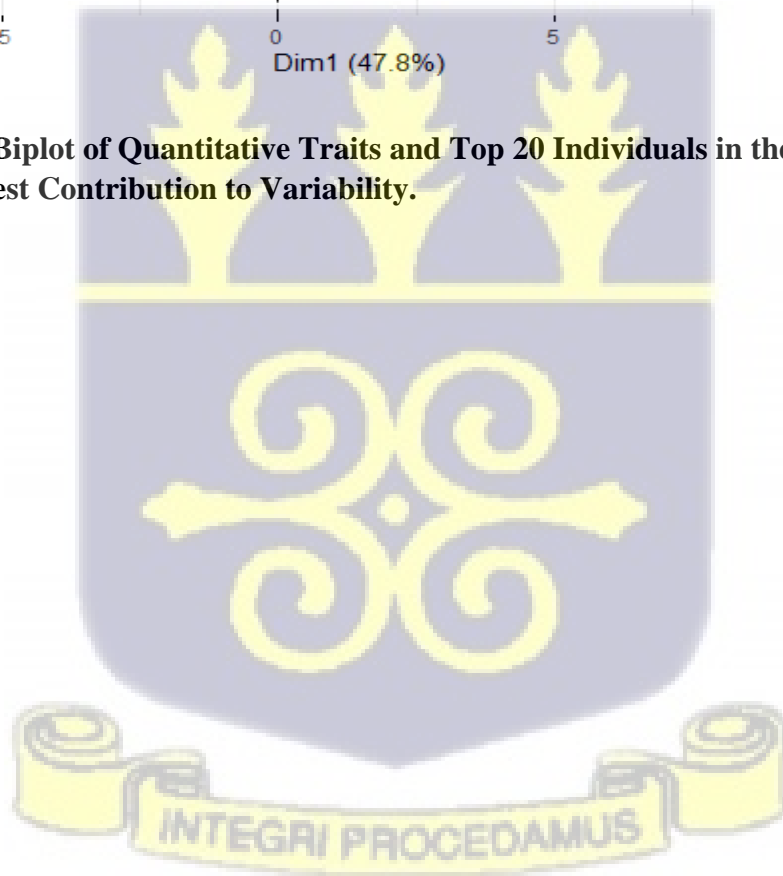 5 0 5
Dim1 (47.8%)
Biplot of Quantitative Traits and Top 20 Individuals in the
est Contribution to Variability.
INTEGRI PROCEDAMUS